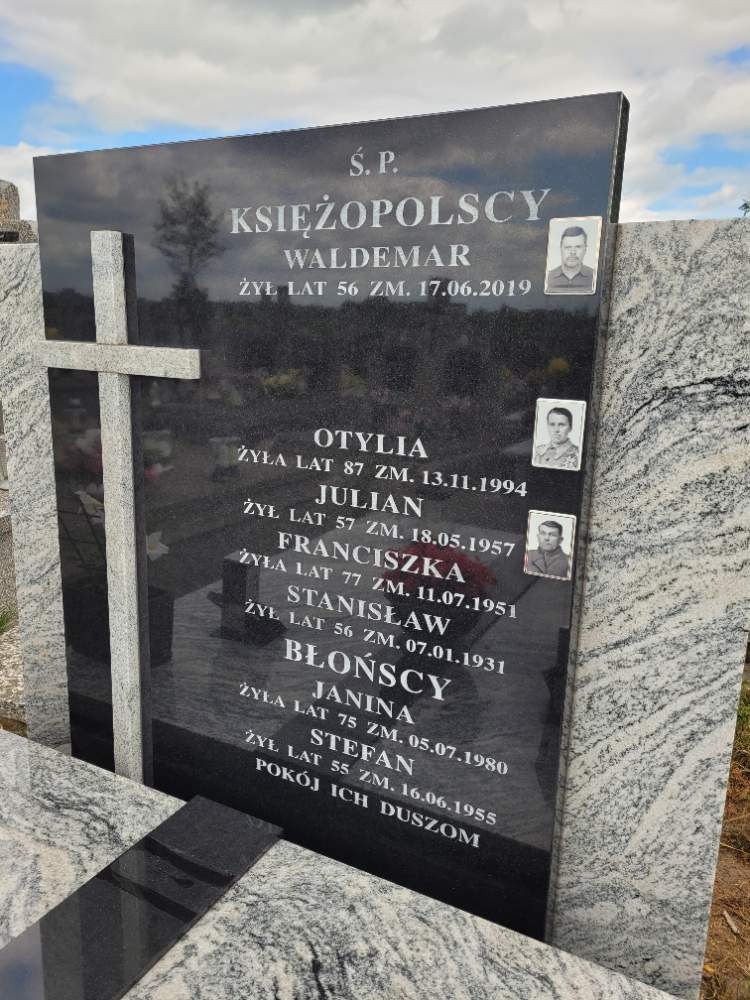 Ś. P.
KSIĘŻOPOLSCY
WALDEMAR
ŻYŁ LAT 56 ZM. 17.06.2019
OTYLIA
ŻYŁA LAT 87 ZM. 13.11.1994
JULIAN
ŻYŁ LAT 57 ZM. 18.05.1957
FRANCISZKA
ŻYŁA LAT 77 ZM. 11.07.1951
STANISŁAW
ŻYŁ LAT 56 ZM. 07.01.1931
BŁOŃSCY
JANINA
ŻYŁA LAT 75 ZM. 05.07.1980
STEFAN
ŻYŁ LAT 55 ZM. 16.06.1955
POKÓJ ICH DUSZOM